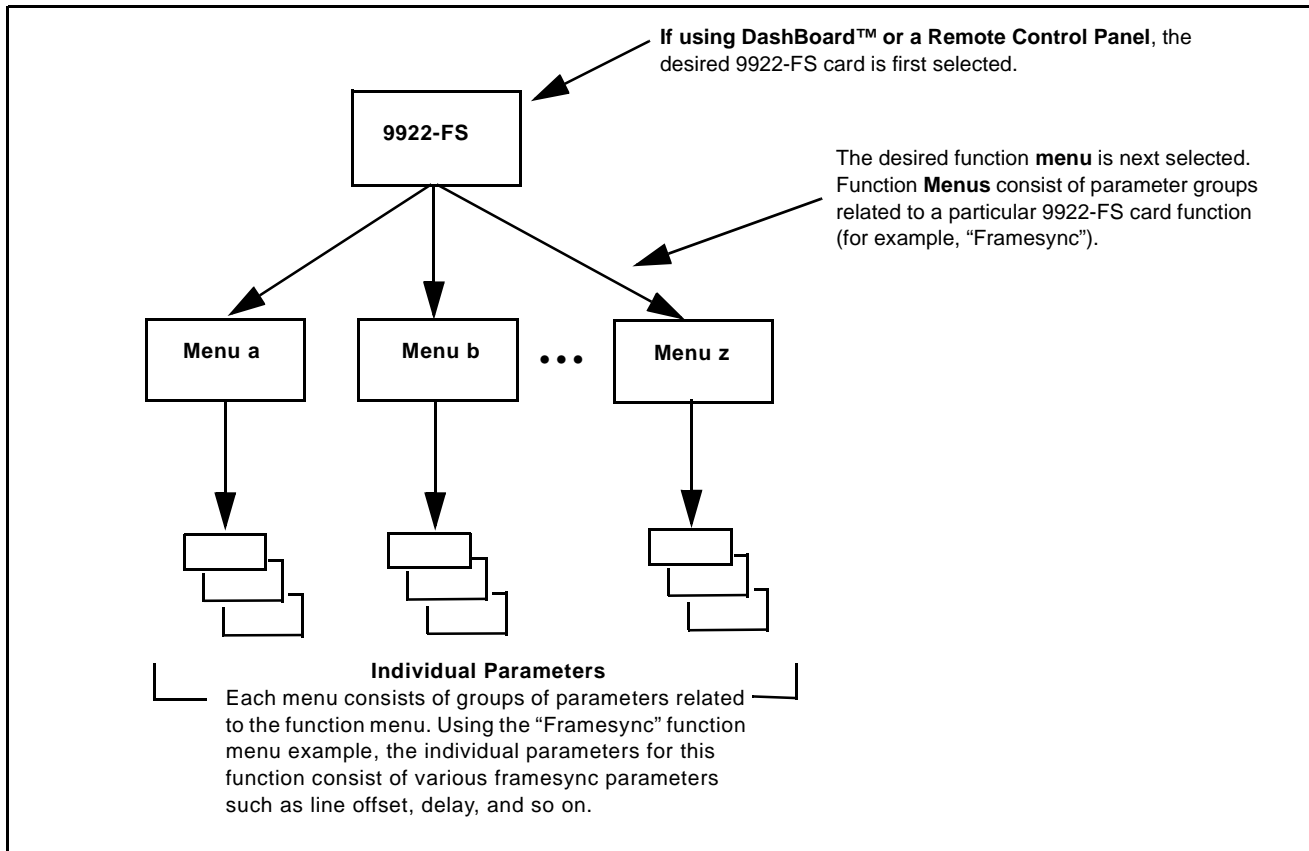 If using DashBoard™ or a Remote Control Panel, the
desired 9922-FS card is first selected.
9922-FS
The desired function menu is next selected.
Function Menus consist of parameter groups
related to a particular 9922-FS card function
(for example, “Framesync”).
Menu a
Menu b
•••
Menu z
Individual Parameters
Each menu consists of groups of parameters related
to the function menu. Using the “Framesync” function
menu example, the individual parameters for this
function consist of various framesync parameters
such as line offset, delay, and so on.